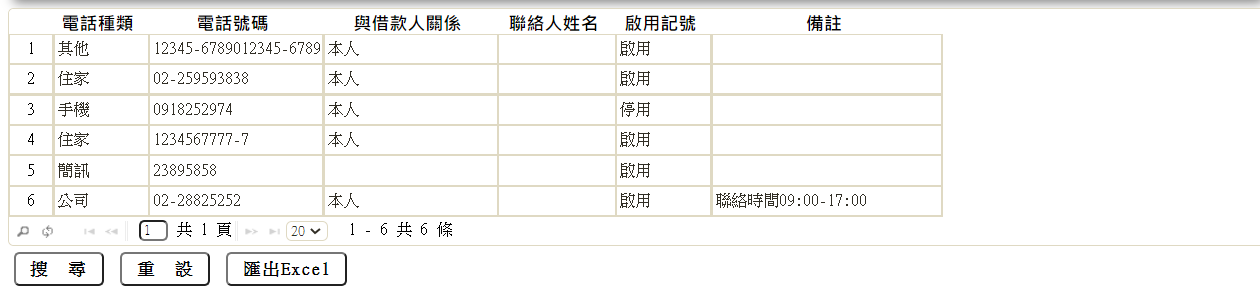 電話種類 電話號碼 與借款人關係 聯絡人姓名 啟用記號 備註
1 其他 12345-6789012345-6789 本人 啟用
2 住家 02-259593838 本人 啟用
3 手機 0918252974 本人 停用
4 住家 1234567777-7 本人 啟用
5 簡訊 23895858 啟用
6 公司 02-28825252 本人 啟用 聯絡時間09:00-17:00
1 共 1 頁 20 1 - 6 共 6 條
搜 尋 重 設 匯出Excel